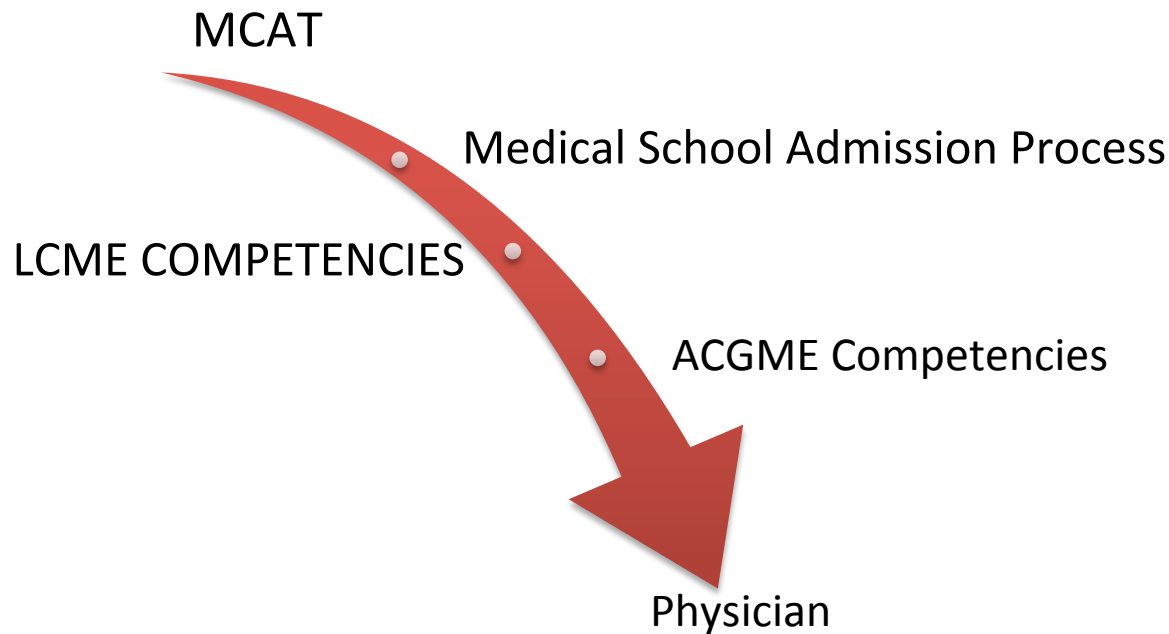 MCAT
Medical School Admission Process
LCME COMPETENCIES
ACGME Competencies
Physician